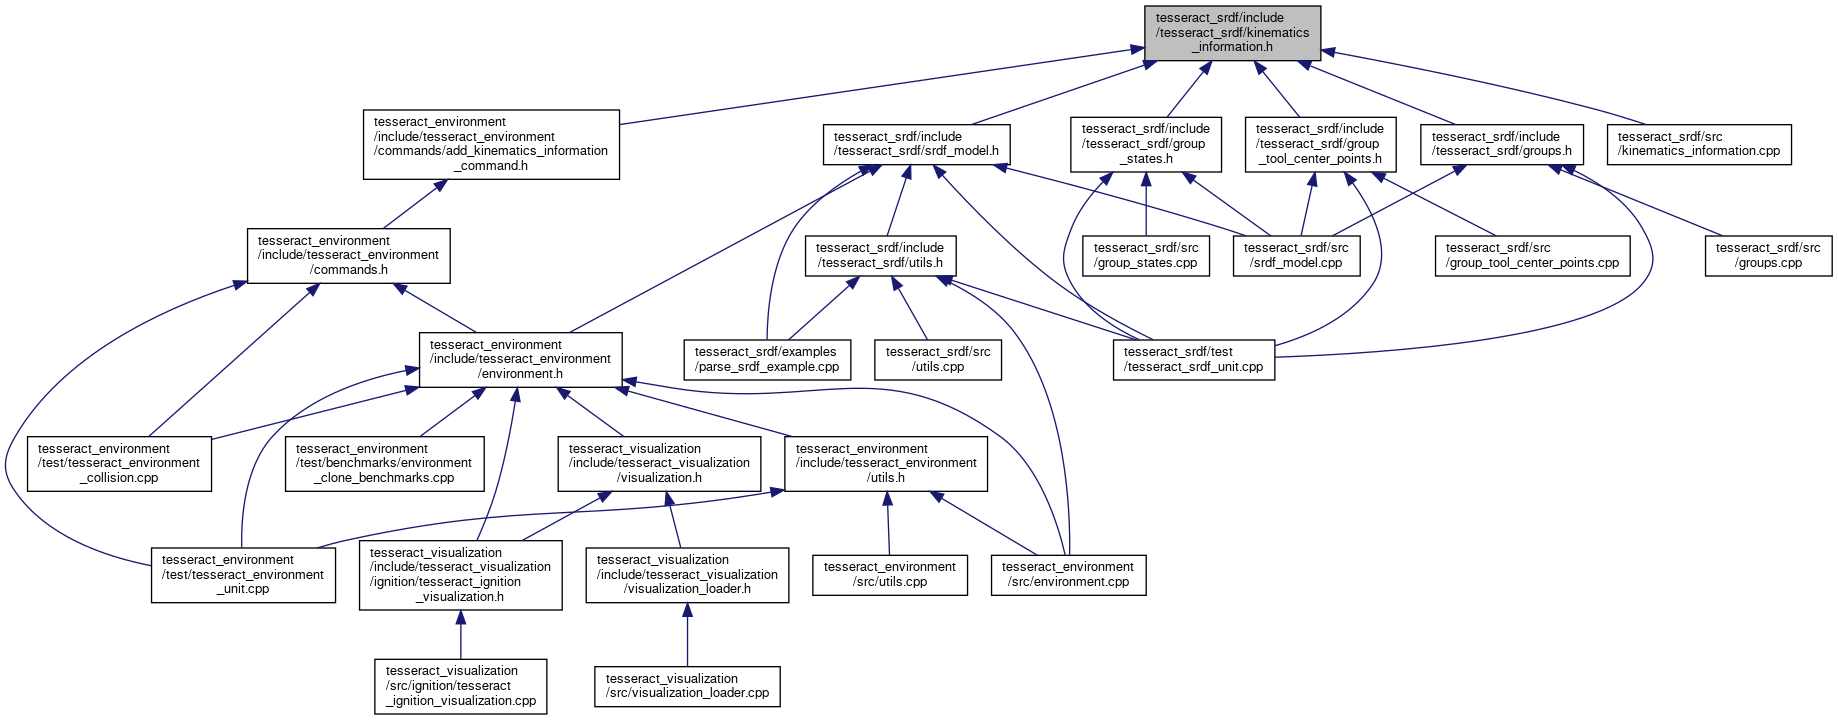 tesseract_srdf/include
/tesseract_srdf/kinematics
_information.h
tesseract_environment
/include/tesseract_environment
/commands/add_kinematics_information
_command.h
tesseract_srdf/include
/tesseract_srdf/srdf_model.h
tesseract_srdf/include
/tesseract_srdf/group
_states.h
tesseract_srdf/include
/tesseract_srdf/group
_tool_center_points.h
tesseract_srdf/include
/tesseract_srdf/groups.h
tesseract_srdf/src
/kinematics_information.cpp
tesseract_environment
/include/tesseract_environment
/commands.h
tesseract_srdf/include
/tesseract_srdf/utils.h
tesseract_srdf/src
/group_states.cpp
tesseract_srdf/src
/srdf_model.cpp
tesseract_srdf/src
/group_tool_center_points.cpp
tesseract_srdf/src
/groups.cpp
tesseract_environment
/include/tesseract_environment
/environment.h
tesseract_srdf/examples
/parse_srdf_example.cpp
tesseract_srdf/src
/utils.cpp
tesseract_srdf/test
/tesseract_srdf_unit.cpp
tesseract_environment
/test/tesseract_environment
_collision.cpp
tesseract_environment
/test/benchmarks/environment
_clone_benchmarks.cpp
tesseract_visualization
/include/tesseract_visualization
/visualization.h
tesseract_environment
/include/tesseract_environment
/utils.h
tesseract_environment
/test/tesseract_environment
_unit.cpp
tesseract_visualization
/include/tesseract_visualization
/ignition/tesseract_ignition
_visualization.h
tesseract_visualization
/include/tesseract_visualization
/visualization_loader.h
tesseract_environment
/src/utils.cpp
tesseract_environment
/src/environment.cpp
tesseract_visualization
/src/ignition/tesseract
_ignition_visualization.cpp
tesseract_visualization
/src/visualization_loader.cpp